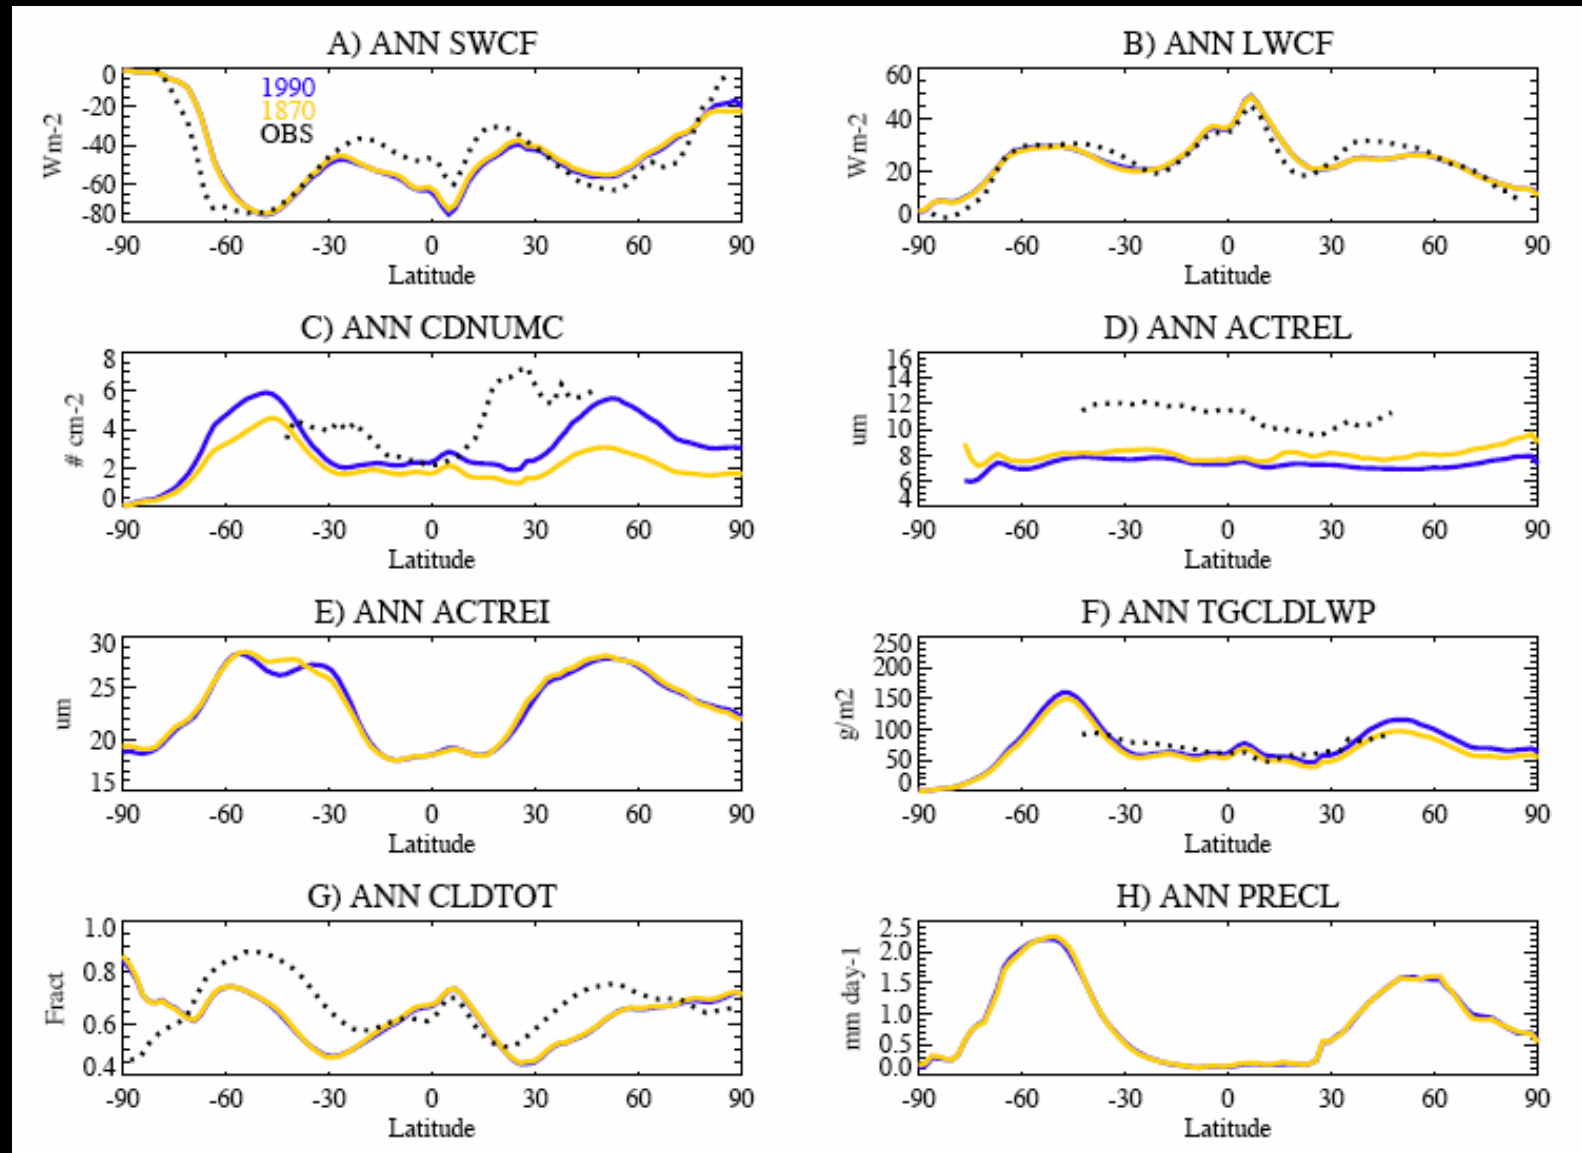 A) ANN SWCF
0
-20
-40
-60
-80
Wm-2
1990
1870
OBS
-90 -60 -30 0 30 60 90
Latitude
B) ANN LWCF
60
40
20
0
Wm-2
-90 -60 -30 0 30 60 90
Latitude
C) ANN CDNUMC
8
6
4
2
0
# cm-2
-90 -60 -30 0 30 60 90
Latitude
D) ANN ACTREL
16
14
12
10
8
6
4
um
-90 -60 -30 0 30 60 90
Latitude
E) ANN ACTREI
30
25
20
15
um
-90 -60 -30 0 30 60 90
Latitude
F) ANN TGCLDLWP
250
200
150
100
50
0
g/m2
-90 -60 -30 0 30 60 90
Latitude
G) ANN CLDTOT
1.0
0.8
0.6
0.4
Fract
-90 -60 -30 0 30 60 90
Latitude
H) ANN PRECL
2.5
2.0
1.5
1.0
0.5
0.0
mm day-1
-90 -60 -30 0 30 60 90
Latitude